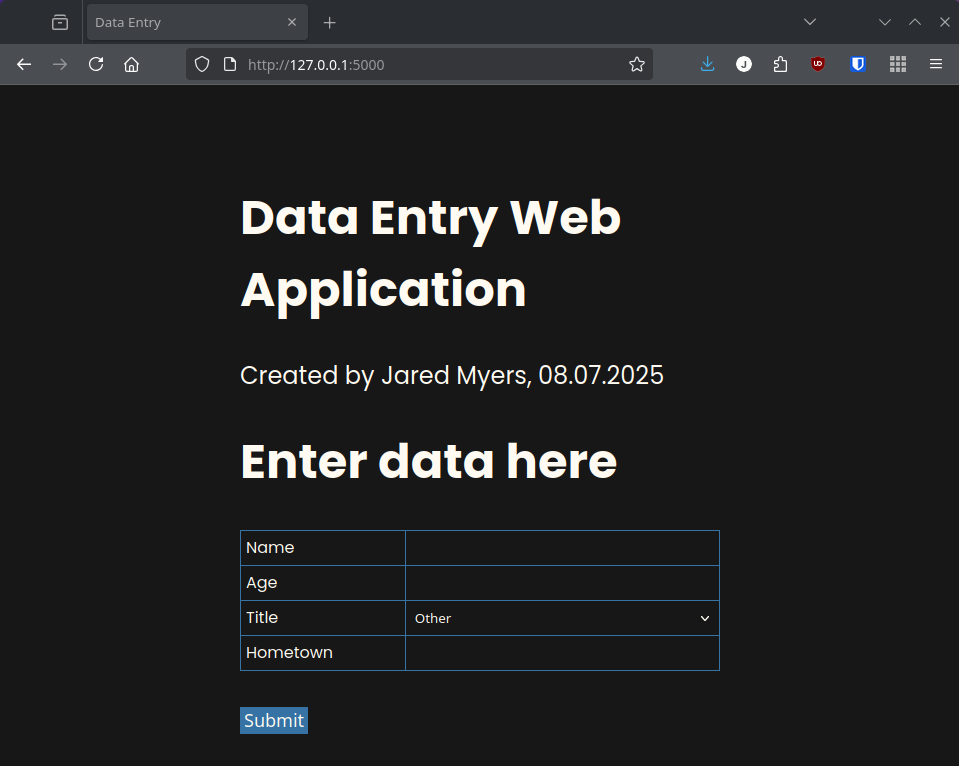 Data Entry
http://127.0.0.1:5000
J
UD
Data Entry Web
Application
Created by Jared Myers, 08.07.2025
Enter data here
Name
Age
Title Other
Hometown
Submit